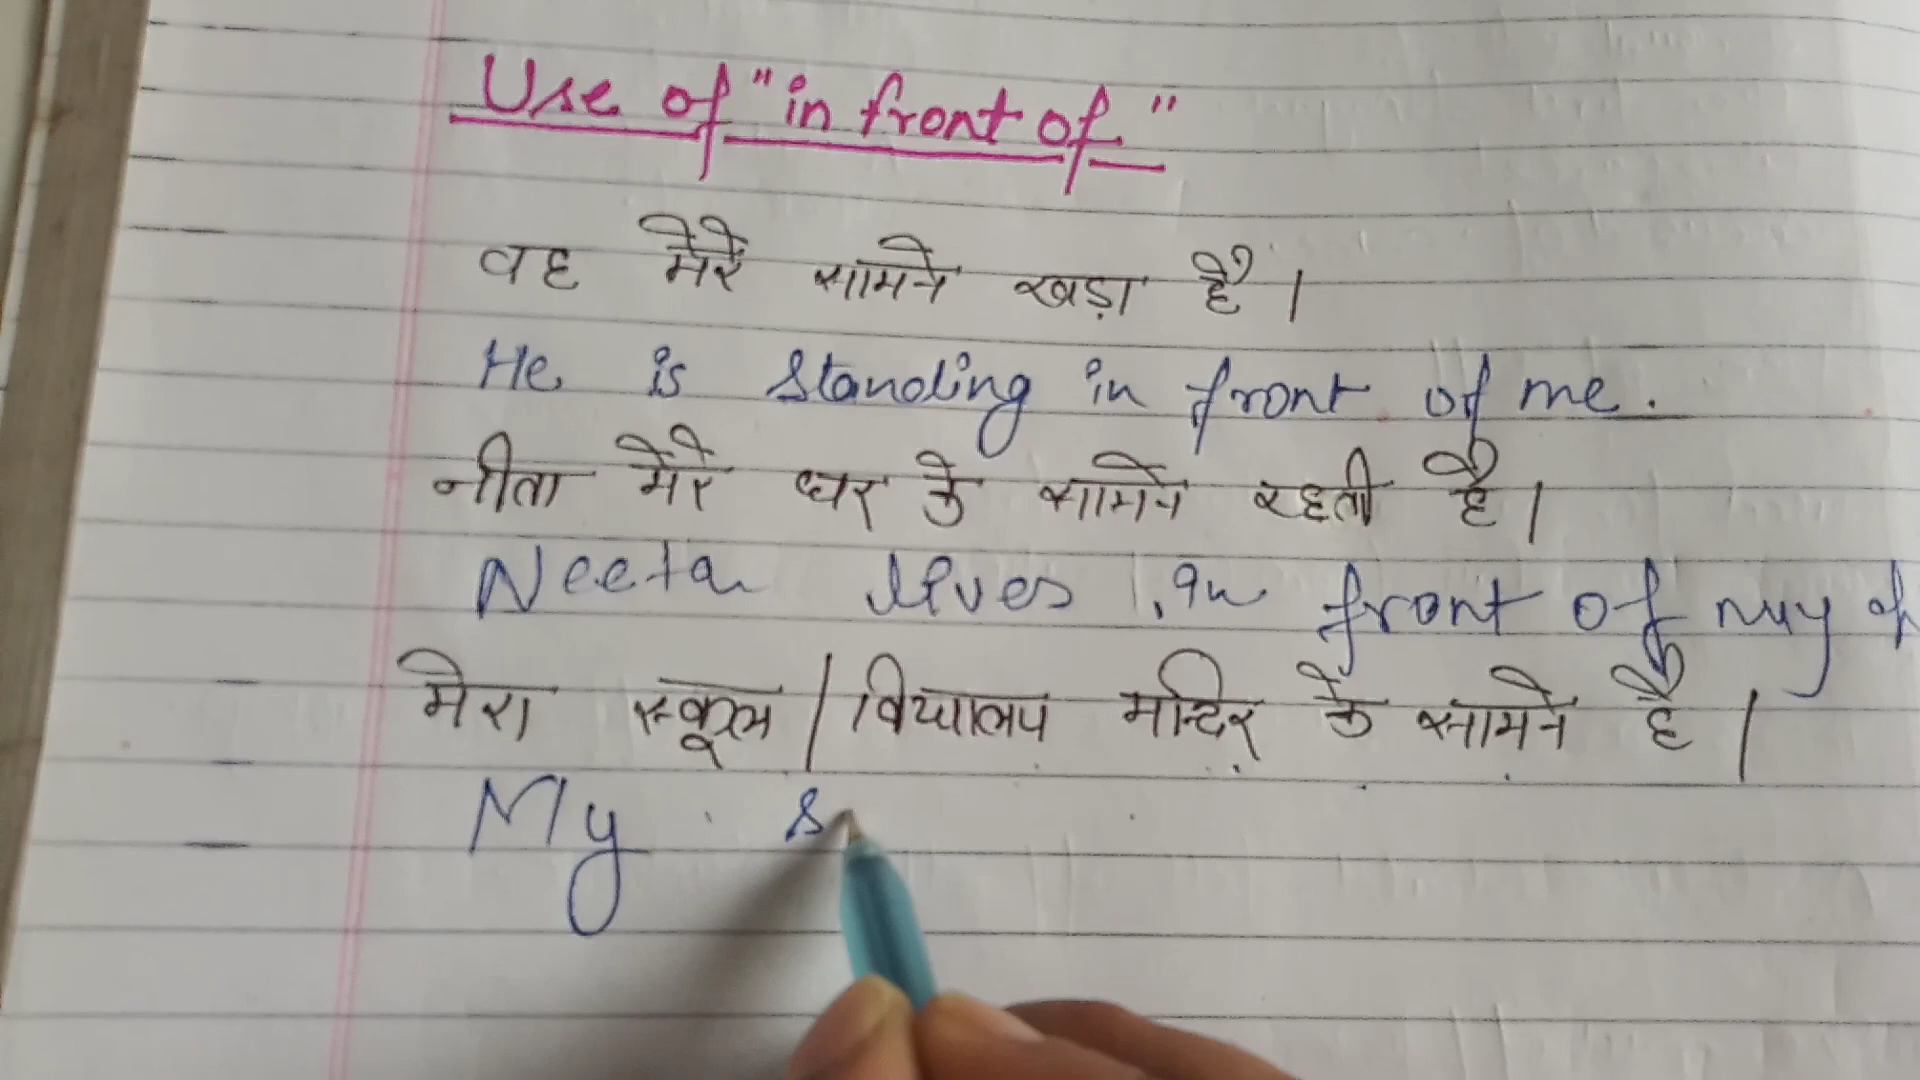 Use of "in front of"
वह मेरे सामने खड़ा है।
He is standing in front of me.
नीता मेरे घर के सामने रहती है।
Neeta lives in front of my
मेरा स्कूल / विद्यालय मन्दिर के सामने है।
My s